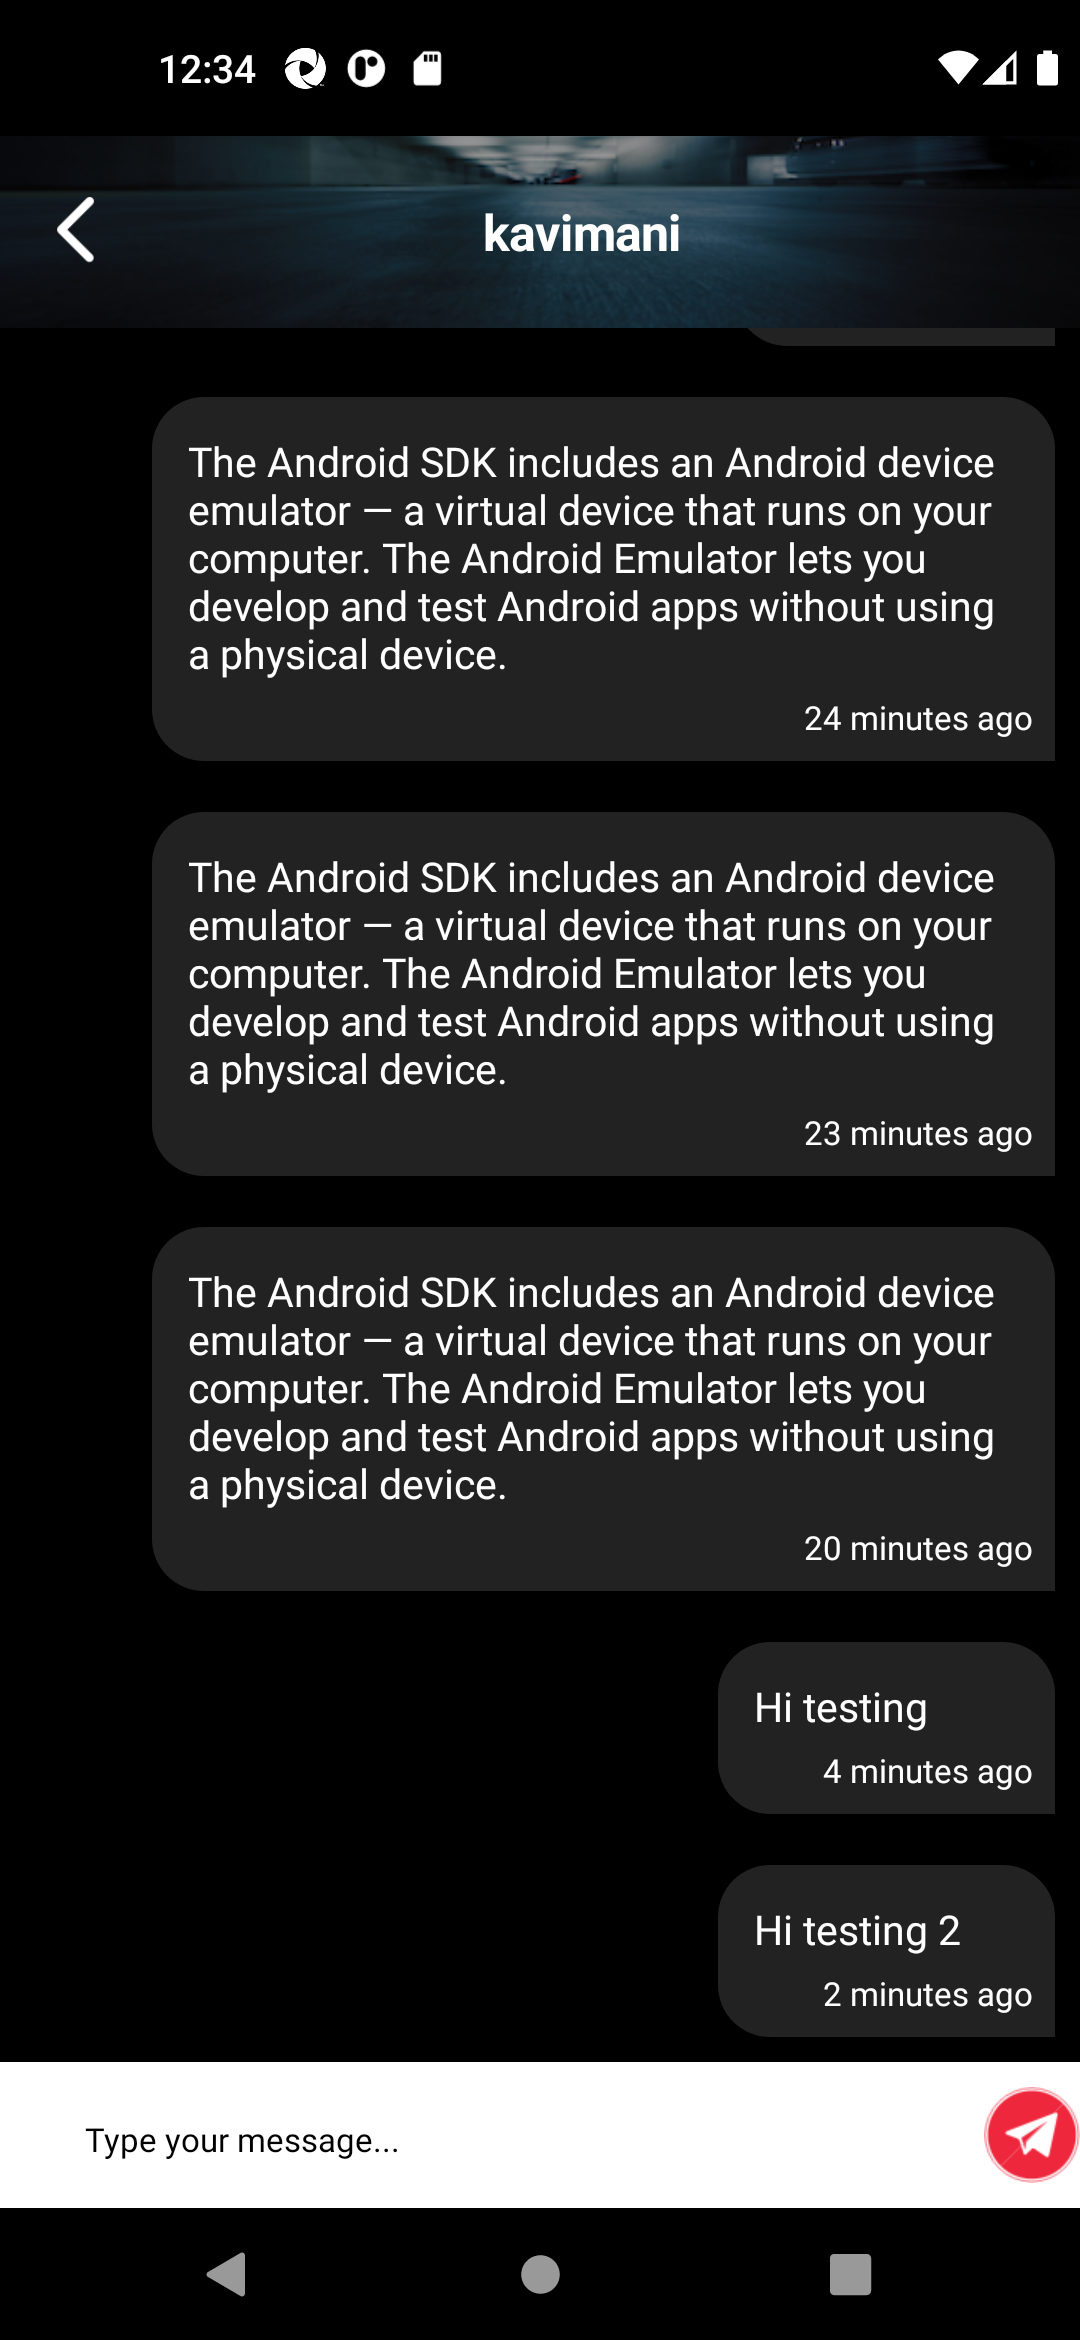 12:34
kavimani
The Android SDK includes an Android device
emulator — a virtual device that runs on your
computer. The Android Emulator lets you
develop and test Android apps without using
a physical device.
24 minutes ago
The Android SDK includes an Android device
emulator — a virtual device that runs on your
computer. The Android Emulator lets you
develop and test Android apps without using
a physical device.
23 minutes ago
The Android SDK includes an Android device
emulator — a virtual device that runs on your
computer. The Android Emulator lets you
develop and test Android apps without using
a physical device.
20 minutes ago
Hi testing
4 minutes ago
Hi testing 2
2 minutes ago
Type your message...